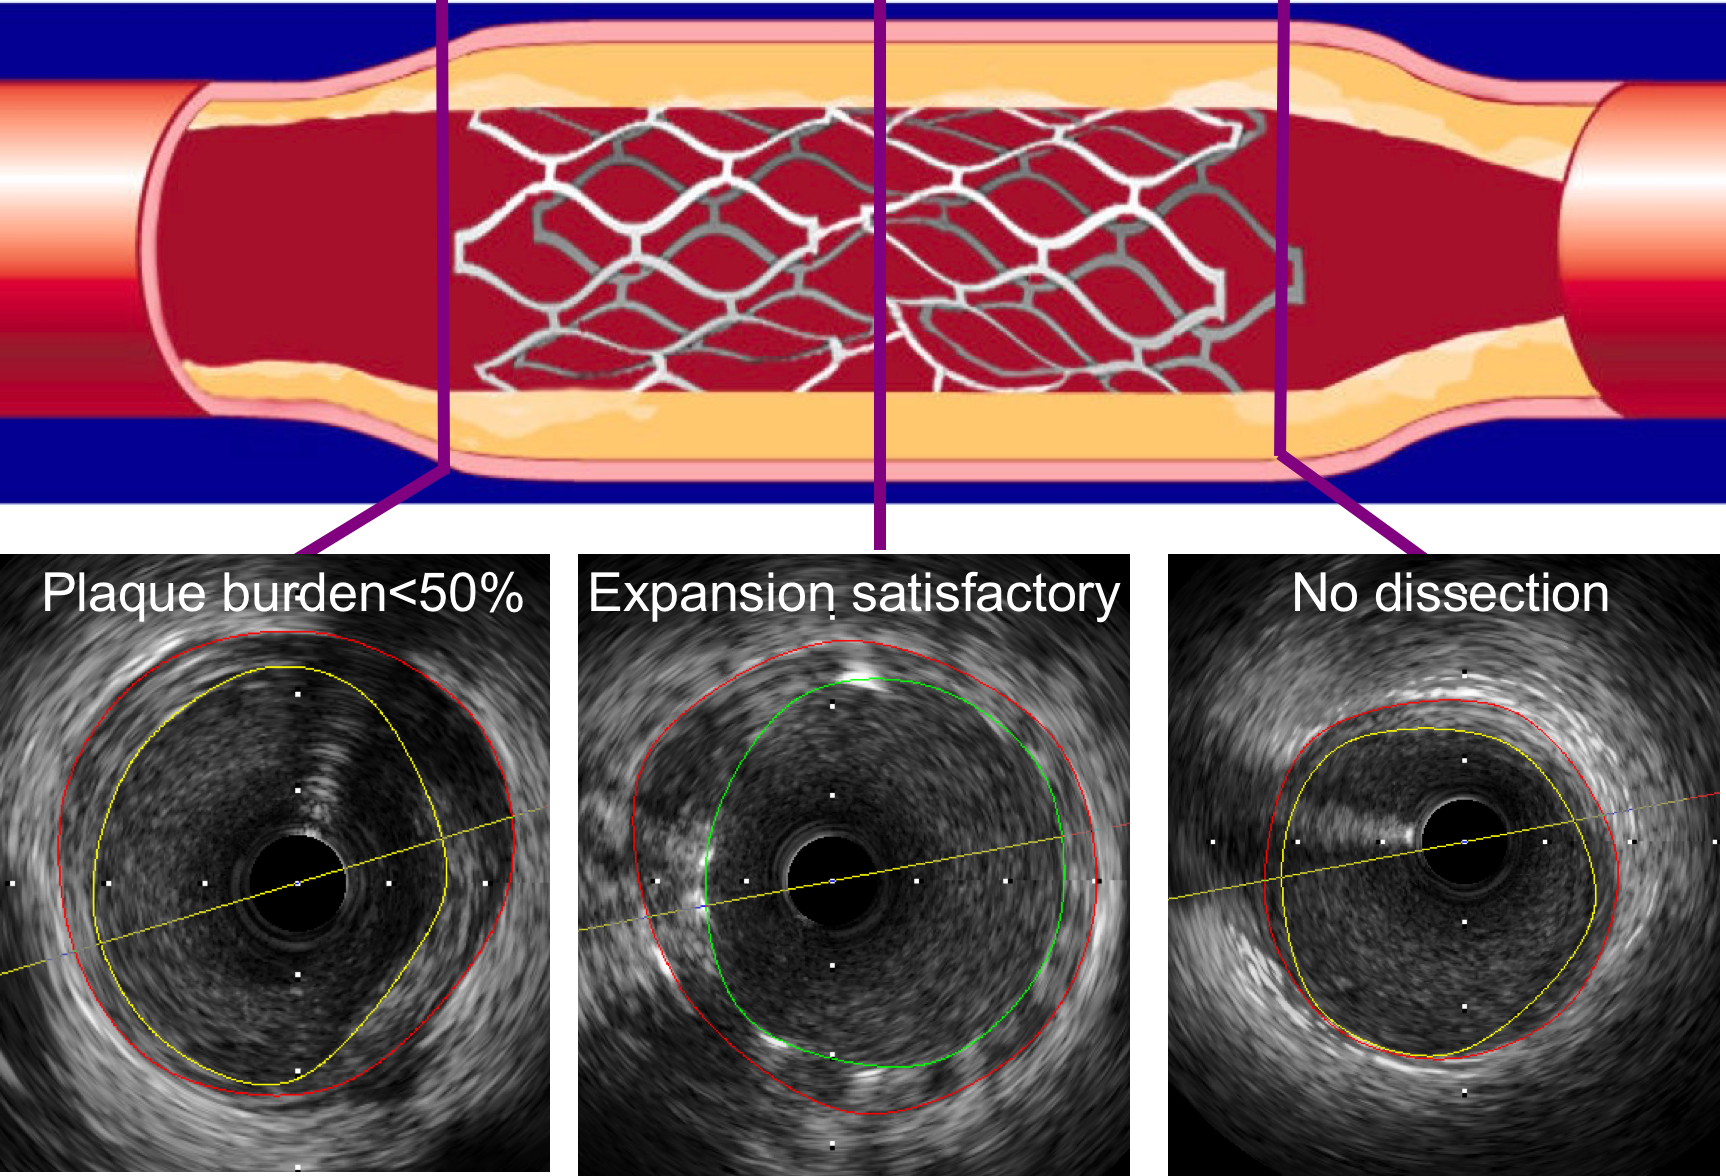 Plaque burden<50%
Expansion satisfactory
No dissection